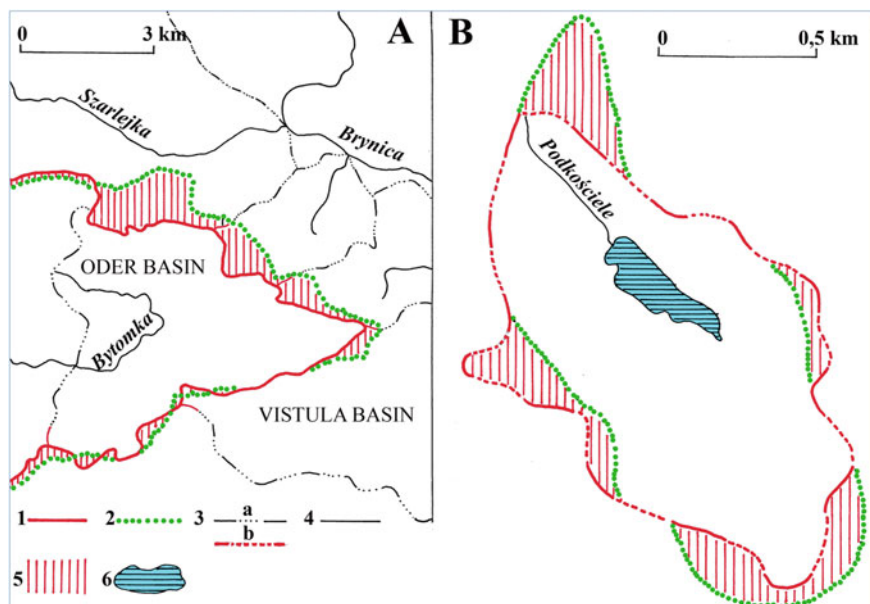 0 3 km
A
Szarlejka
Brynica
ODER BASIN
Bytomka
VISTULA BASIN
1 2 3 a 4
b
5 6
B
0 0,5 km
Podkościele